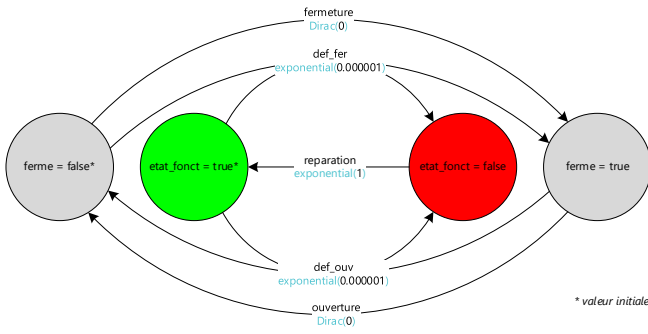 fermeture
Dirac(0)
def_fer
exponential(0.000001)
ferme = false*
etat_fonct = true*
reparation
exponential(1)
etat_fonct = false
ferme = true
def_ouv
exponential(0.000001)
ouverture
Dirac(0)
* valeur initiale